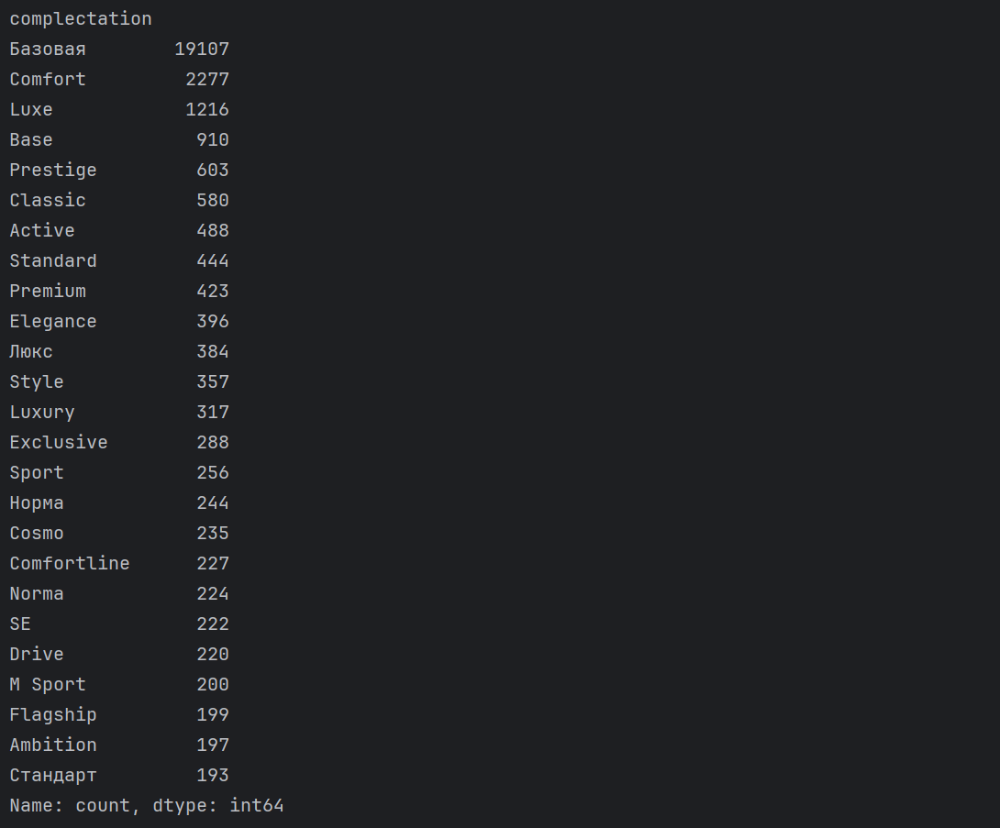 complectation
Базовая 19107
Comfort 2277
Luxe 1216
Base 910
Prestige 603
Classic 580
Active 488
Standard 444
Premium 423
Elegance 396
Люкс 384
Style 357
Luxury 317
Exclusive 288
Sport 256
Норма 244
Cosmo 235
Comfortline 227
Norma 224
SE 222
Drive 220
M Sport 200
Flagship 199
Ambition 197
Стандарт 193
Name: count, dtype: int64